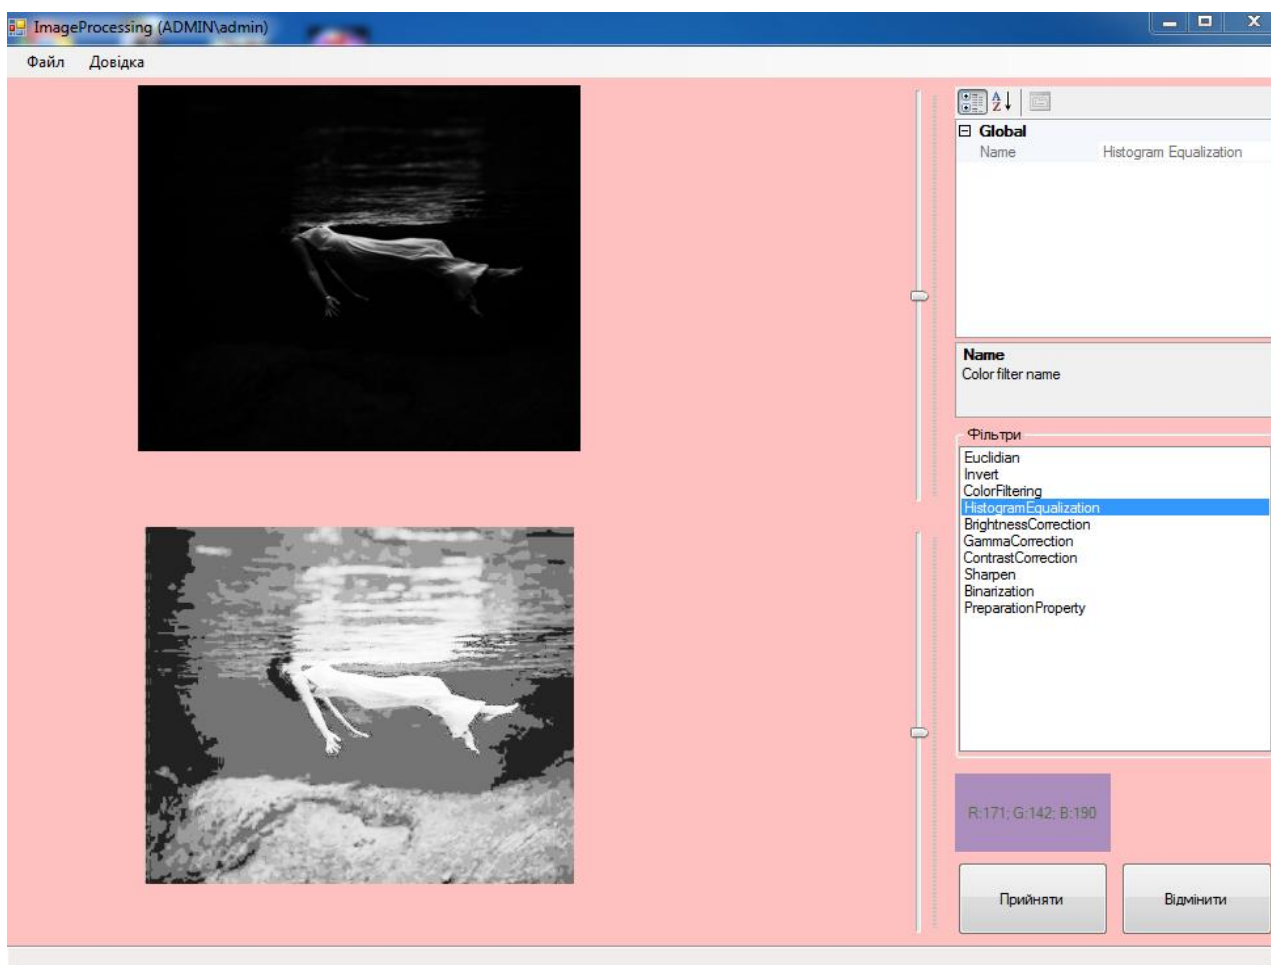 ImageProcessing (ADMIN\admin)
Файл Довідка
Global
Name Histogram Equalization
Name
Color filter name
Фільтри
Euclidian
Invert
ColorFiltering
HistogramEqualization
BrightnessCorrection
GammaCorrection
ContrastCorrection
Sharpen
Binarization
PreparationProperty
R:171; G:142; B:190
Прийняти Відмінити